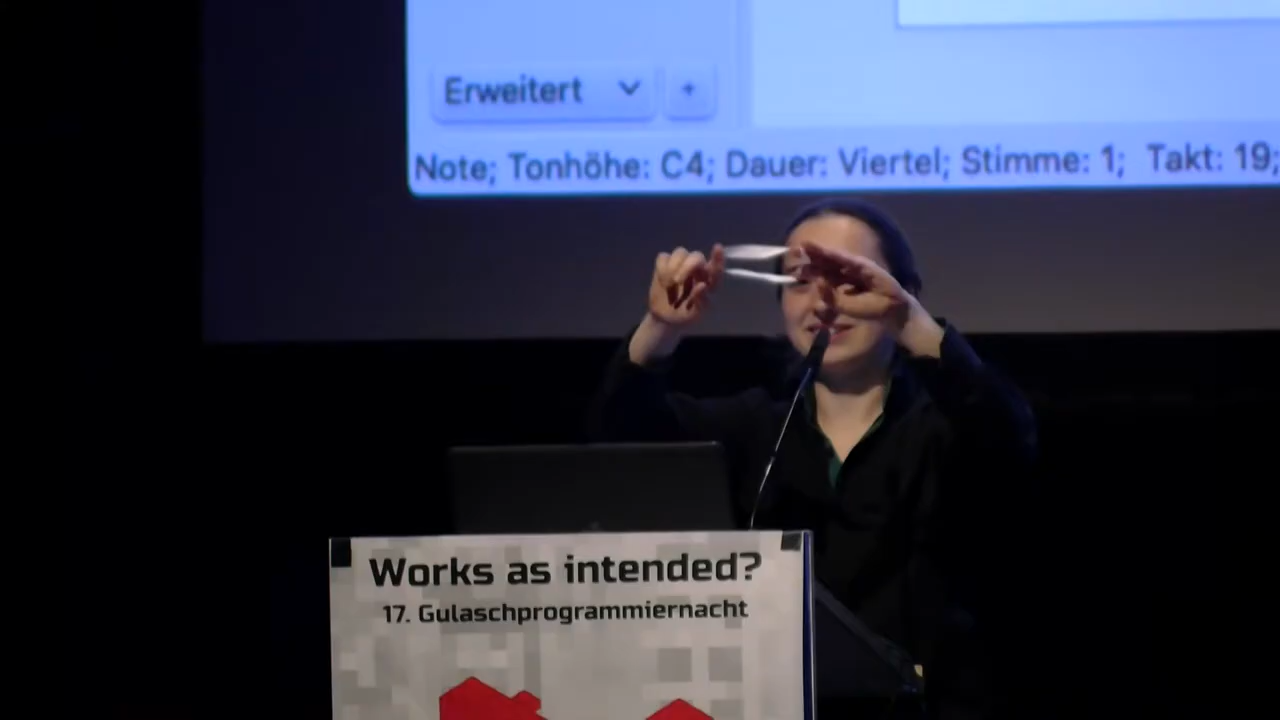 Erweitert
+
Note; Tonhöhe: C4; Dauer: Viertel; Stimme: 1; Takt: 19;
Works as intended?
17. Gulaschprogrammiernacht